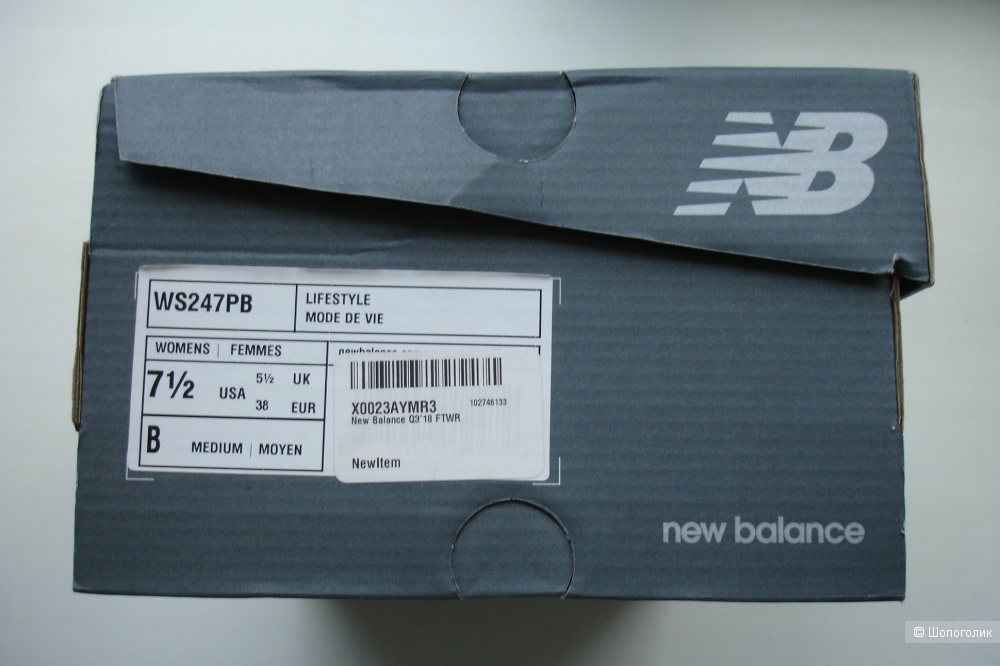 NB
WS247PB
LIFESTYLE
MODE DE VIE
WOMENS | FEMMES
7½ USA 5½ UK
38 EUR
B MEDIUM | MOYEN
X0023AYMR3 102746133
New Balance Q3'18 FTWR
NewItem
new balance
© Шопоголик